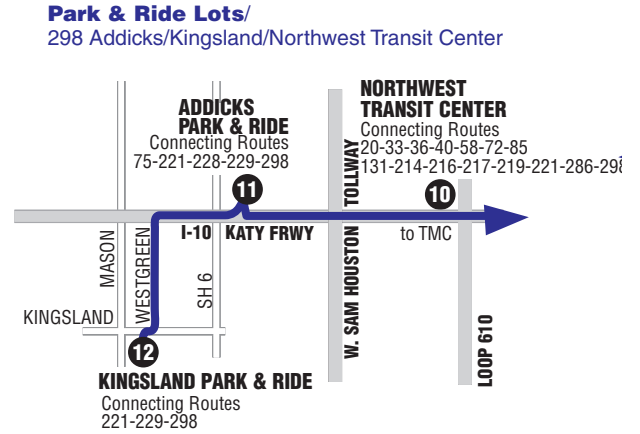 Park & Ride Lots/
298 Addicks/Kingsland/Northwest Transit Center
NORTHWEST
TRANSIT CENTER
Connecting Routes
20-33-36-40-58-72-85
131-214-216-217-219-221-286-298
ADDICKS
PARK & RIDE
Connecting Routes
75-221-228-229-298
11
10
W. SAM HOUSTON TOLLWAY
I-10 KATY FRWY
to TMC
MASON
WESTGREEN
SH 6
KINGSLAND
LOOP 610
12
KINGSLAND PARK & RIDE
Connecting Routes
221-229-298